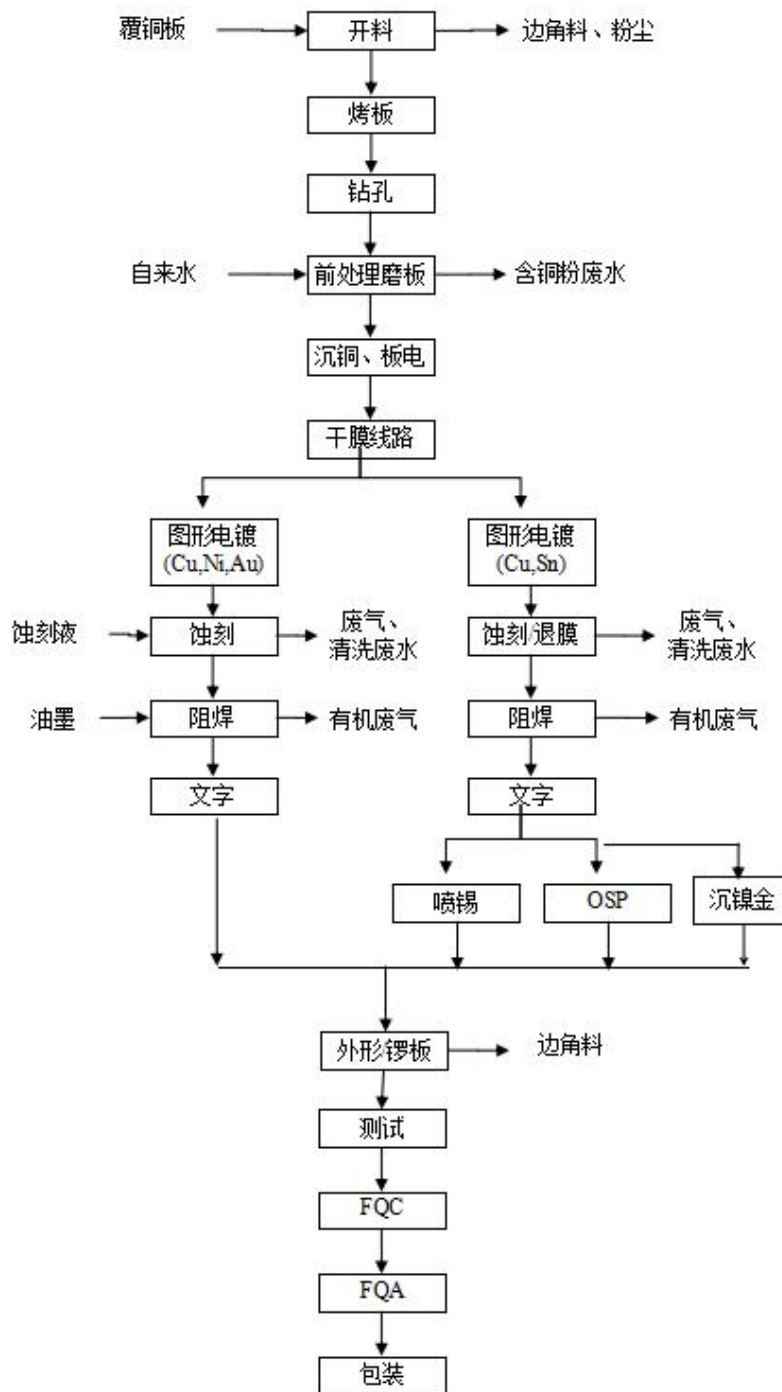 覆铜板
开料
边角料、粉尘
烤板
钻孔
自来水
前处理磨板
含铜粉废水
沉铜、板电
干膜线路
图形电镀
(Cu,Ni,Au)
图形电镀
(Cu,Sn)
蚀刻液
蚀刻
废气、
清洗废水
蚀刻/退膜
废气、
清洗废水
油墨
阻焊
有机废气
阻焊
有机废气
文字
文字
喷锡
OSP
沉镍金
外形锣板
边角料
测试
FQC
FQA
包装